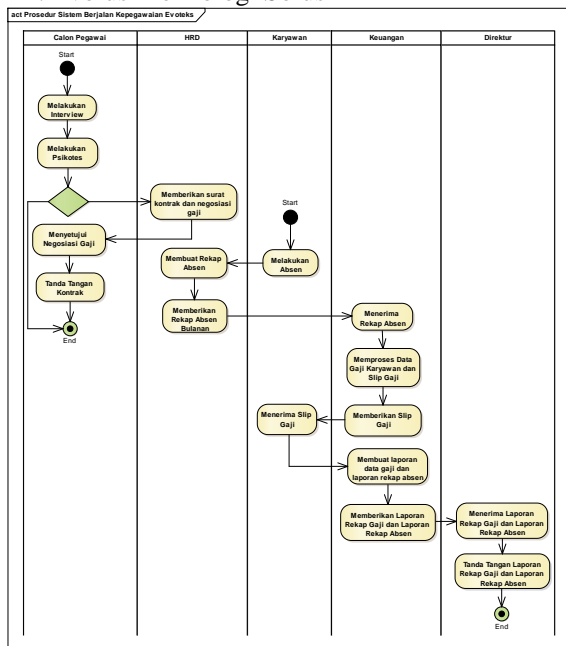 act Prosedur Sistem Berjalan Kepegawaian Evoteks
Calon Pegawai
HRD
Karyawan
Keuangan
Direktur
Start
Melakukan
Interview
Melakukan
Psikotes
Memberikan surat
kontrak dan negosiasi
gaji
Start
Menyetujui
Negosiasi Gaji
Membuat Rekap
Absen
Melakukan
Absen
Tanda Tangan
Kontrak
Memberikan
Rekap Absen
Bulanan
Menerima
Rekap Absen
End
Memproses Data
Gaji Karyawan dan
Slip Gaji
Menerima Slip
Gaji
Memberikan Slip
Gaji
Membuat laporan
data gaji dan
laporan rekap absen
Memberikan Laporan
Rekap Gaji dan Laporan
Rekap Absen
Menerima Laporan
Rekap Gaji dan Laporan
Rekap Absen
Tanda Tangan Laporan
Rekap Gaji dan Laporan
Rekap Absen
End